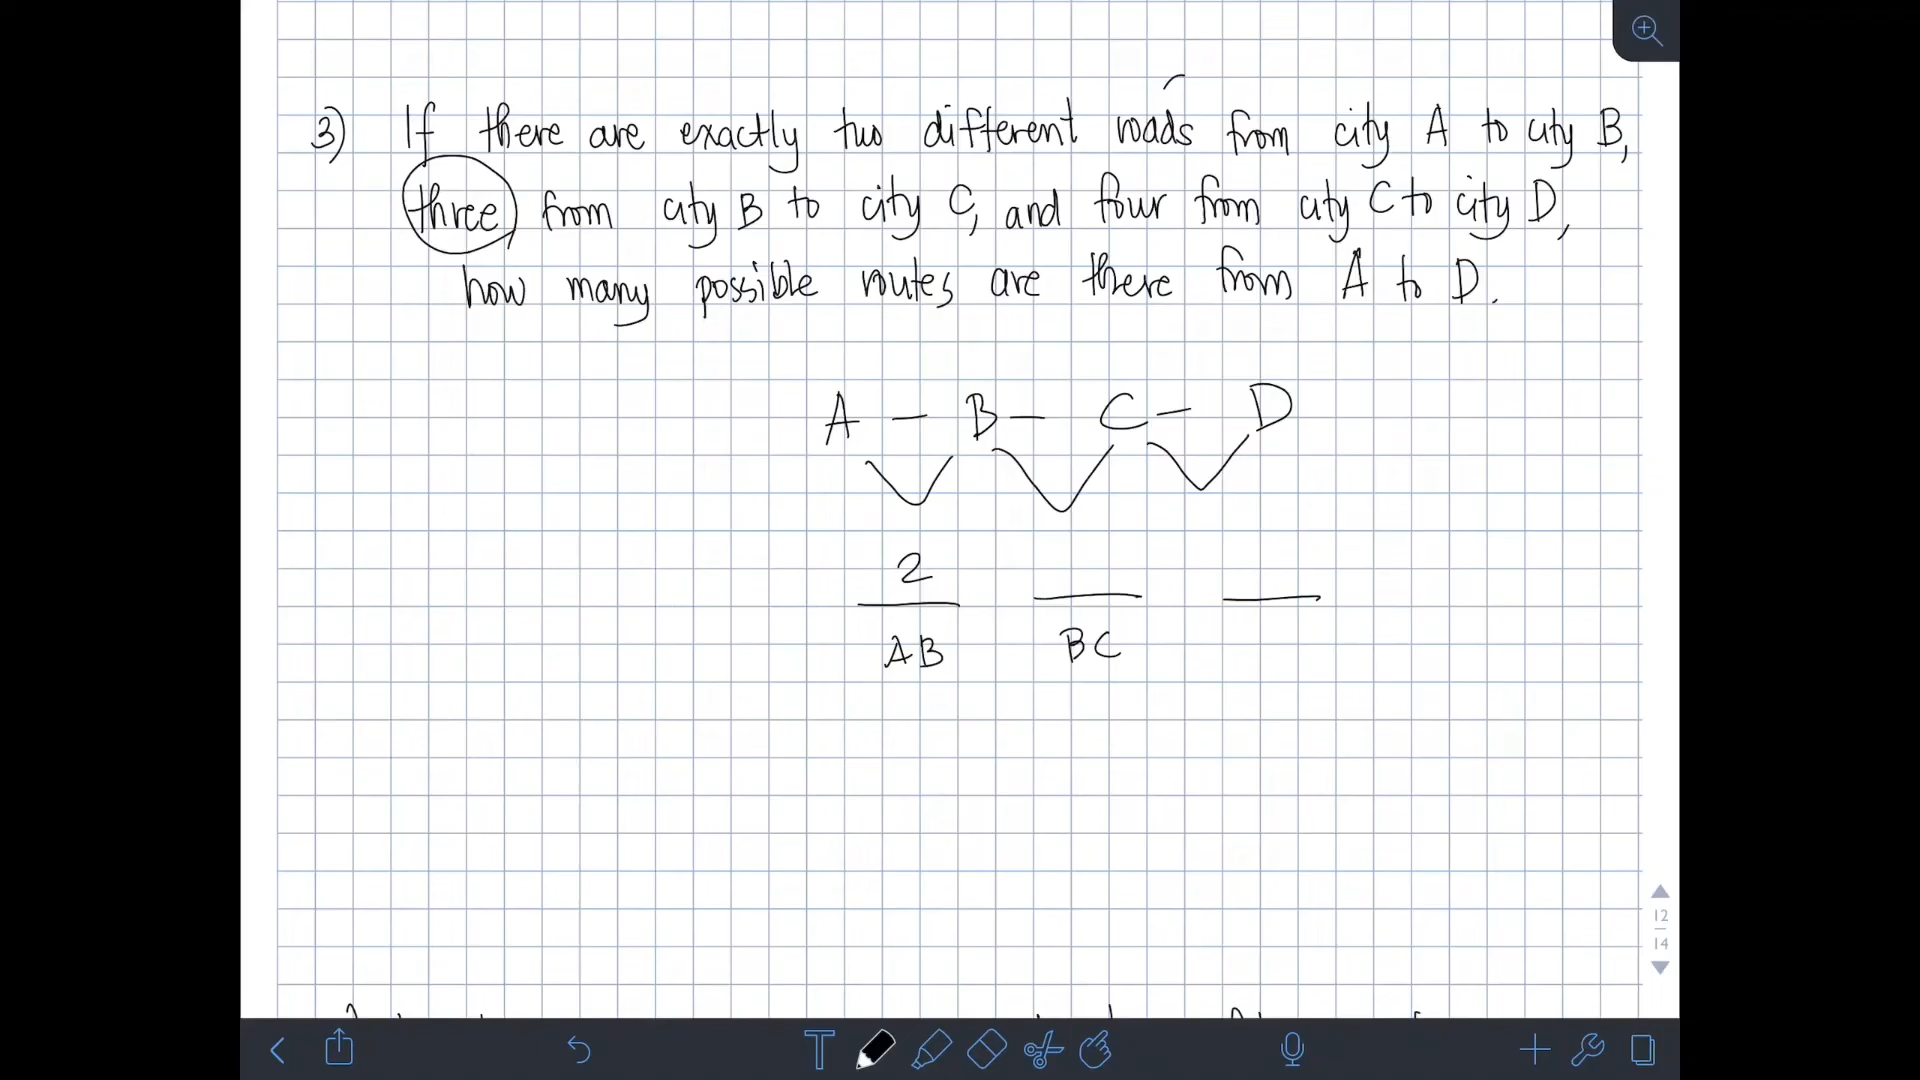 3) If there are exactly two different roads from city A to city B,
three, from city B to city C, and four from city C to city D,
how many possible routes are there from A to D.
A – B – C – D
2
AB BC
12
14
T